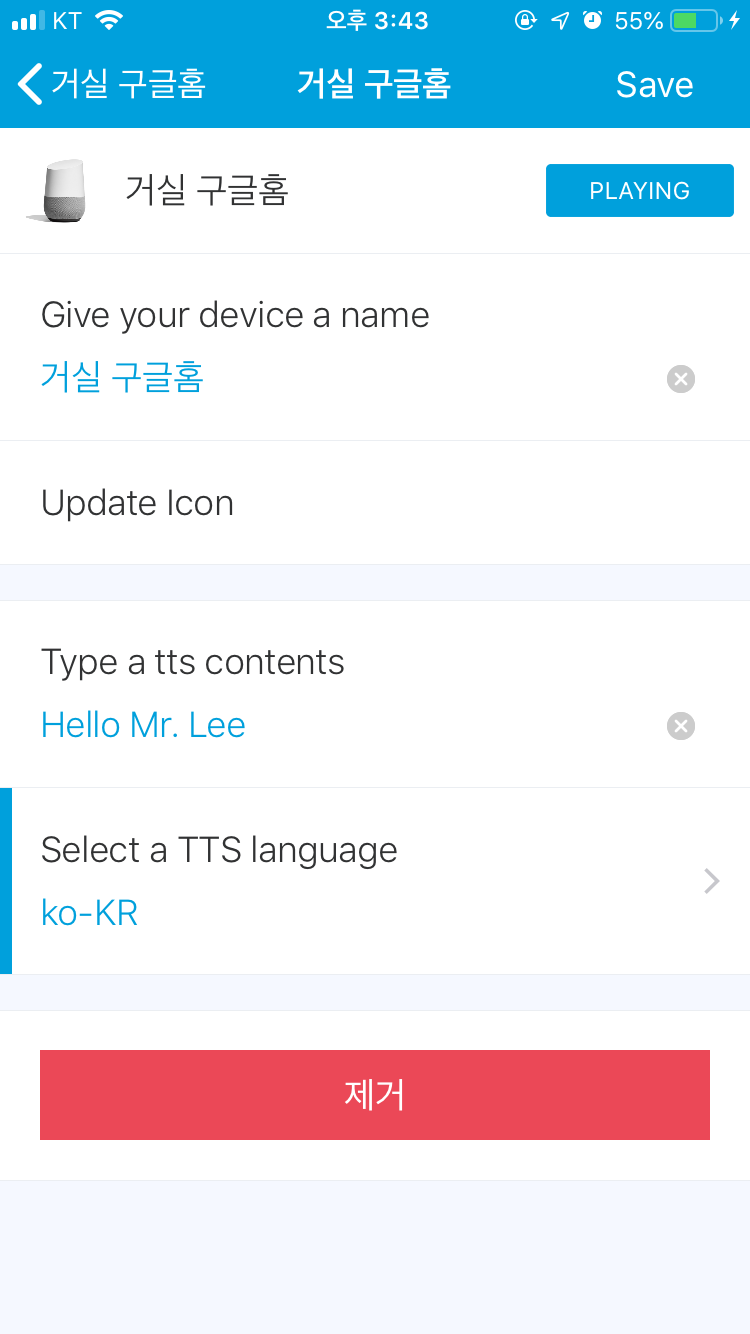 KT 오후 3:43 55%
거실 구글홈 거실 구글홈 Save
거실 구글홈 PLAYING
Give your device a name
거실 구글홈
Update Icon
Type a tts contents
Hello Mr. Lee
Select a TTS language
ko-KR
제거